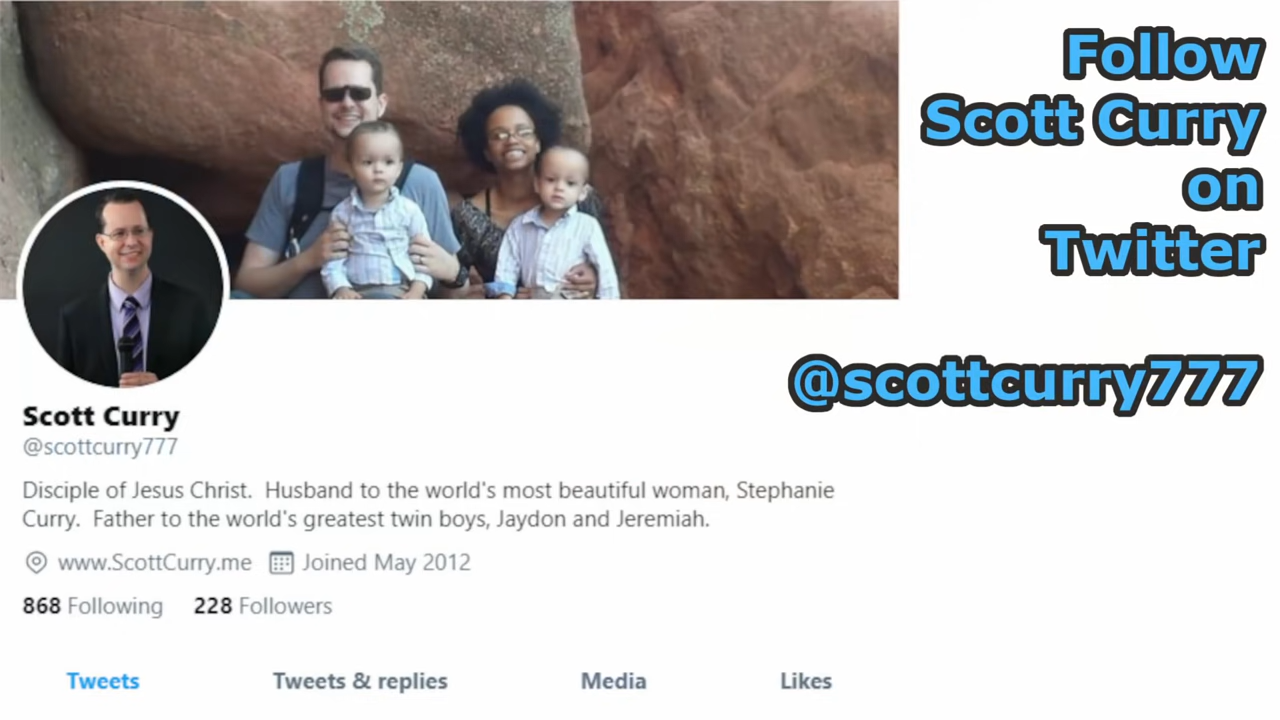 Follow
Scott Curry
on
Twitter
@scottcurry777
Scott Curry
@scottcurry777
Disciple of Jesus Christ.  Husband to the world's most beautiful woman, Stephanie
Curry.  Father to the world's greatest twin boys, Jaydon and Jeremiah.
www.ScottCurry.me Joined May 2012
868 Following 228 Followers
Tweets Tweets & replies Media Likes